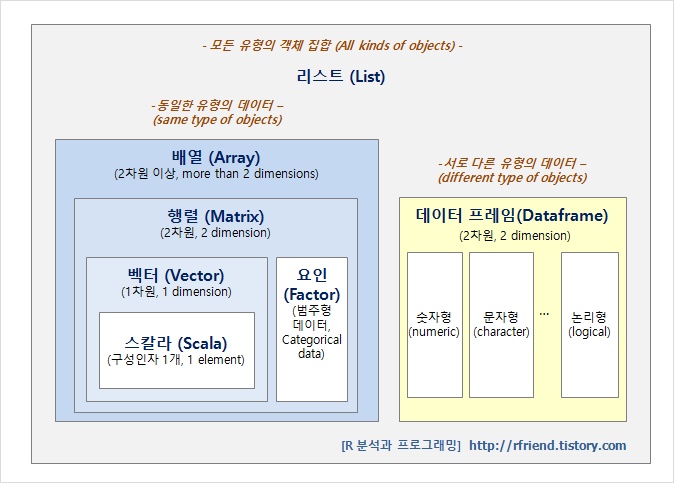 - 모든 유형의 객체 집합 (All kinds of objects) -
리스트 (List)
-동일한 유형의 데이터 –
(same type of objects)
배열 (Array)
(2차원 이상, more than 2 dimensions)
행렬 (Matrix)
(2차원, 2 dimension)
벡터 (Vector)
(1차원, 1 dimension)
스칼라 (Scala)
(구성인자 1개, 1 element)
요인
(Factor)
(범주형
데이터,
Categorical
data)
-서로 다른 유형의 데이터 –
(different type of objects)
데이터 프레임(Dataframe)
(2차원, 2 dimension)
숫자형
(numeric)
문자형
(character)
...
논리형
(logical)
[R 분석과 프로그래밍] http://rfriend.tistory.com